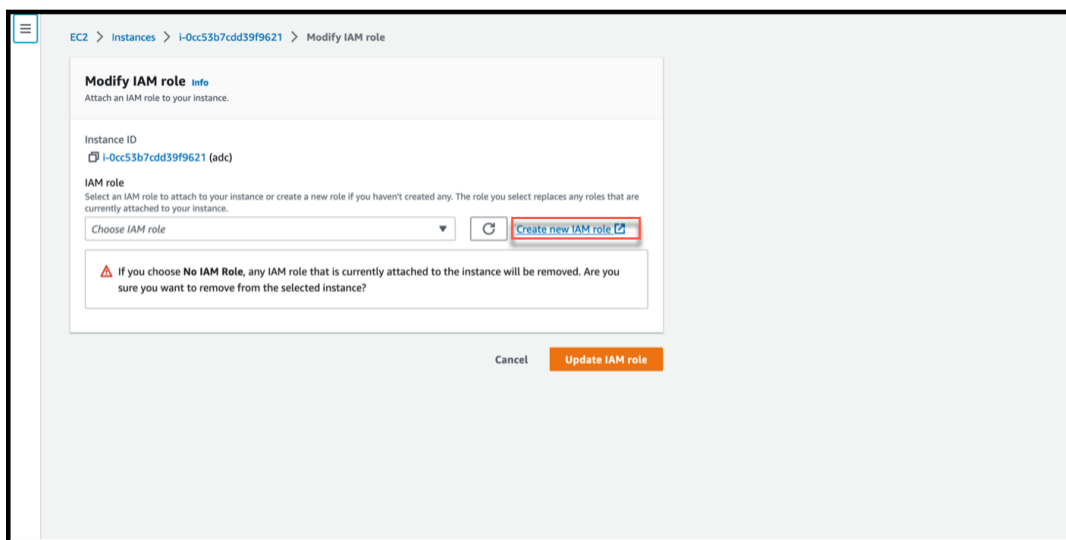 EC2 > Instances > i-0cc53b7cdd39f9621 > Modify IAM role
Modify IAM role Info
Attach an IAM role to your instance.
Instance ID
i-0cc53b7cdd39f9621 (adc)
IAM role
Select an IAM role to attach to your instance or create a new role if you haven't created any. The role you select replaces any roles that are
currently attached to your instance.
Choose IAM role
Create new IAM role
If you choose No IAM Role, any IAM role that is currently attached to the instance will be removed. Are you
sure you want to remove from the selected instance?
Cancel
Update IAM role